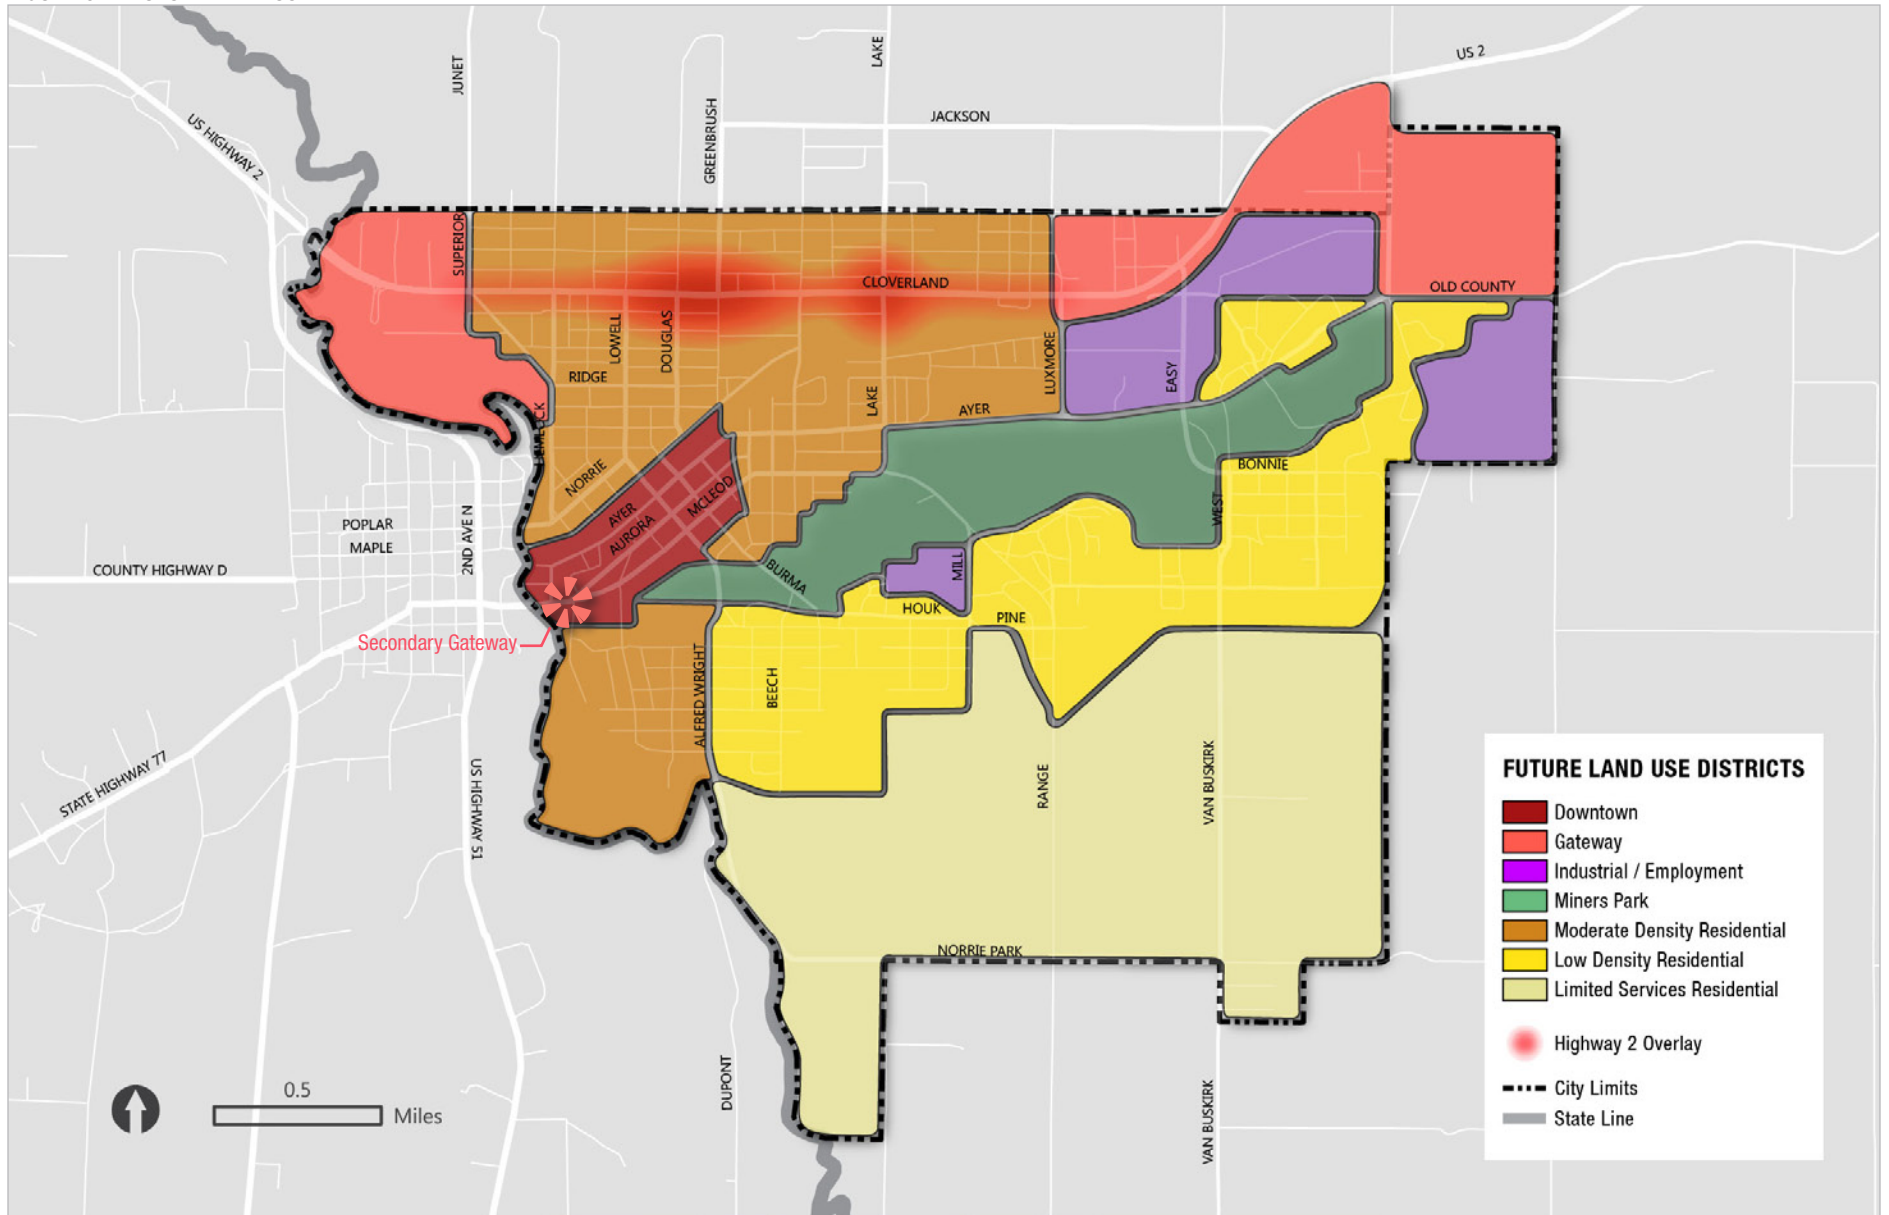 US 2
LAKE
JUNET
GREENBRUSH
JACKSON
US HIGHWAY 2
SUPERIOR
CLOVERLAND
OLD COUNTY
LOWELL
DOUGLAS
LUXMORE
EASY
RIDGE
LAKE
AYER
NORRIE
BONNIE
MCLEOD
AYER
AURORA
WEST
POPLAR
MAPLE
2ND AVE N
COUNTY HIGHWAY D
BURMA
MILL
HOUK
PINE
Secondary Gateway
ALFRED WRIGHT
BEECH
STATE HIGHWAY 77
US HIGHWAY 51
RANGE
VAN BUSKIRK
NORRIE PARK
DUPONT
VAN BUSKIRK
0.5
Miles
FUTURE LAND USE DISTRICTS
Downtown
Gateway
Industrial / Employment
Miners Park
Moderate Density Residential
Low Density Residential
Limited Services Residential
Highway 2 Overlay
City Limits
State Line